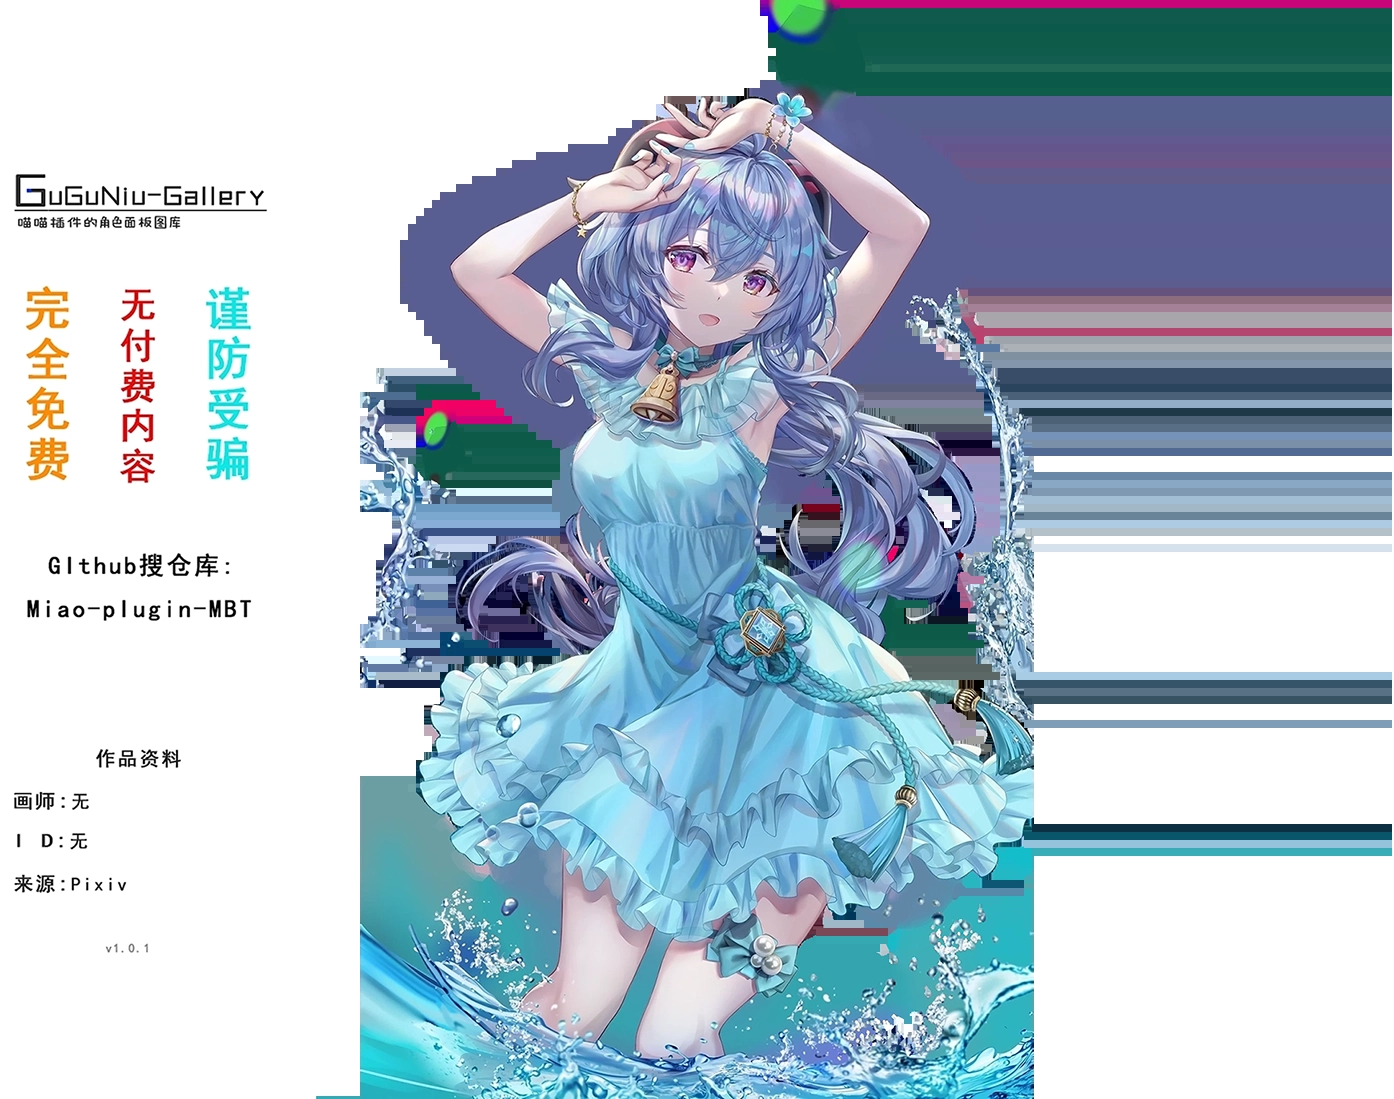 GuGuNiu-Gallery
喵喵插件的角色面板图库
完全免费
无付费内容
谨防受骗
GIthub搜仓库:
Miao-plugin-MBT
作品资料
画师:无
I D:无
来源:Pixiv
v1.0.1